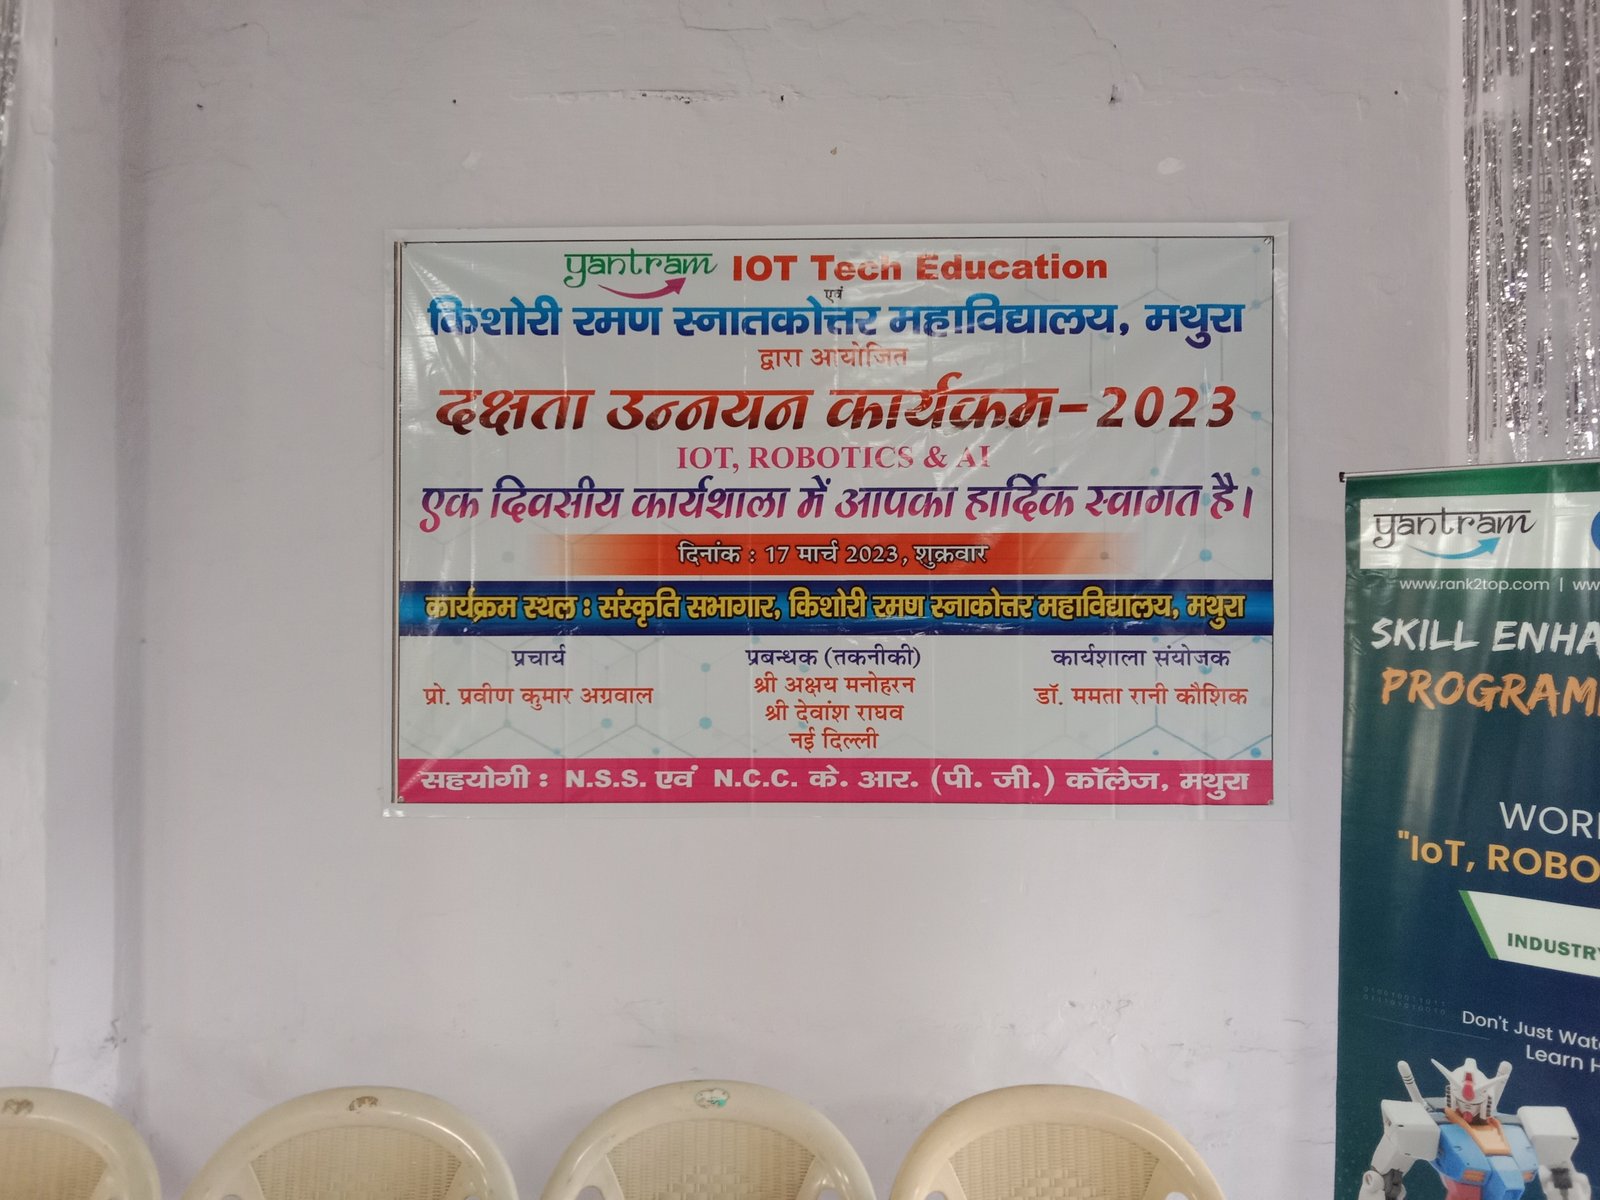 yantram IOT Tech Education
एवं
किशोरी रमण स्नातकोत्तर महाविद्यालय, मथुरा
द्वारा आयोजित
दक्षता उन्नयन कार्यक्रम-2023
IOT, ROBOTICS & AI
एक दिवसीय कार्यशाला में आपका हार्दिक स्वागत है।
दिनांक : 17 मार्च 2023, शुक्रवार
कार्यक्रम स्थल : संस्कृति सभागार, किशोरी रमण स्नाकोत्तर महाविद्यालय, मथुरा
प्रचार्य
प्रो. प्रवीण कुमार अग्रवाल
प्रबन्धक (तकनीकी)
श्री अक्षय मनोहरन
श्री देवांश राघव
नई दिल्ली
कार्यशाला संयोजक
डॉ. ममता रानी कौशिक
सहयोगी : N.S.S. एवं N.C.C. के. आर. (पी. जी.) कॉलेज, मथुरा
yantram
www.rank2top.com | ww
SKILL ENHA
PROGRAM
WOR
"IoT, ROBO
INDUSTRY
Don't Just Wat
Learn H